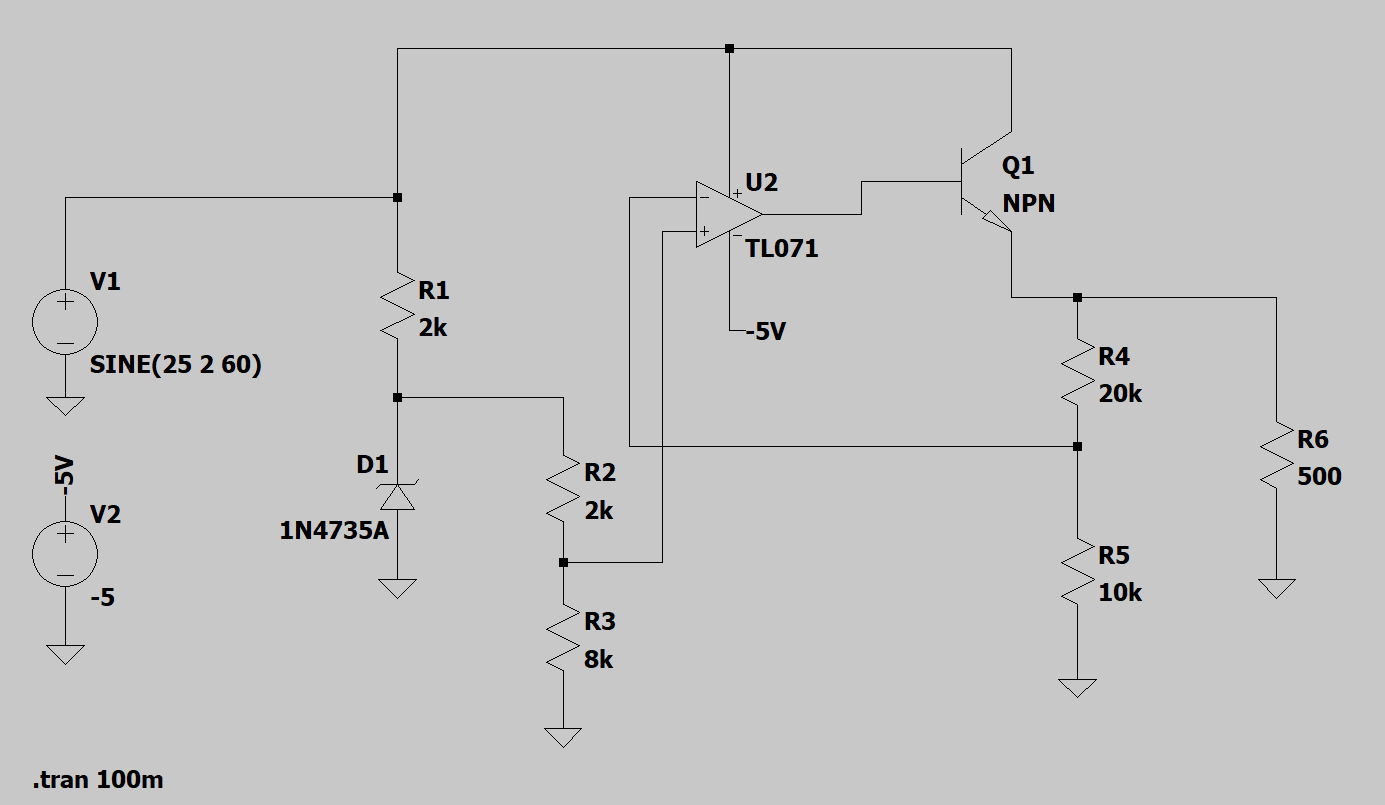 V1
SINE(25 2 60)
-5V
V2
-5
R1
2k
D1
1N4735A
R2
2k
R3
8k
U2
TL071
-5V
Q1
NPN
R4
20k
R5
10k
R6
500
.tran 100m